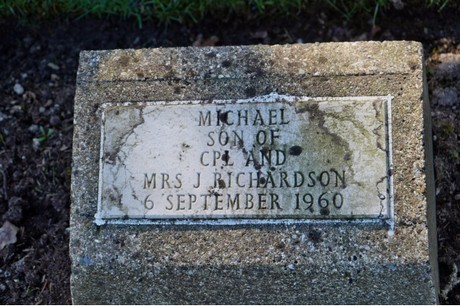 MICHAEL
SON OF
CPL AND
MRS J RICHARDSON
6 SEPTEMBER 1960